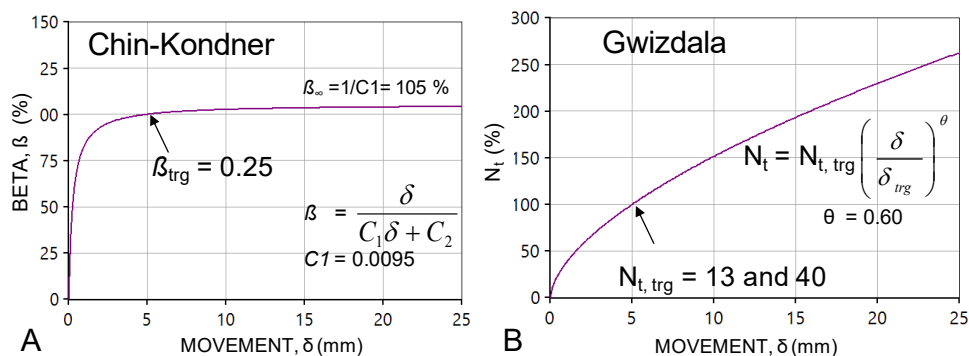 Chin-Kondner
BETA, ß (%)
150
25
00
75
50
25
0
ß∞ =1/C1= 105 %
ßtrg = 0.25
ß = δ / (C1δ + C2)
C1 = 0.0095
0 5 10 15 20 25
MOVEMENT, δ (mm)
A
Gwizdala
Nt (%)
300
250
200
150
100
50
0
Nt = Nt, trg (δ / δtrg)^θ
θ = 0.60
Nt, trg = 13 and 40
0 5 10 15 20 25
MOVEMENT, δ (mm)
B